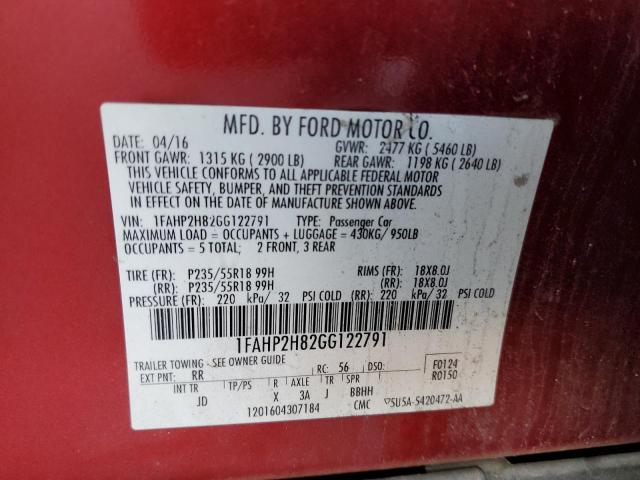 MFD. BY FORD MOTOR CO.
DATE: 04/16 GVWR: 2477 KG ( 5460 LB)
FRONT GAWR: 1315 KG ( 2900 LB) REAR GAWR: 1198 KG ( 2640 LB)
THIS VEHICLE CONFORMS TO ALL APPLICABLE FEDERAL MOTOR
VEHICLE SAFETY, BUMPER, AND THEFT PREVENTION STANDARDS
IN EFFECT ON THE DATE OF MANUFACTURE SHOWN ABOVE.
VIN: 1FAHP2H82GG122791 TYPE: Passenger Car
MAXIMUM LOAD = OCCUPANTS + LUGGAGE = 430KG/ 950LB
OCCUPANTS = 5 TOTAL; 2 FRONT, 3 REAR
TIRE (FR): P235/55R18 99H RIMS (FR): 18X8.0J
(RR): P235/55R18 99H (RR): 18X8.0J
PRESSURE (FR): 220 kPa/ 32 PSI COLD (RR): 220 kPa/ 32 PSI COLD
1FAHP2H82GG122791
TRAILER TOWING - SEE OWNER GUIDE
EXT PNT: RR RC: 56 DSO: F0124
R0150
INT TR TP/PS R AXLE TR SPR
JD X 3A J BBHH
1201604307184 CMC ▽5U5A-5420472-AA